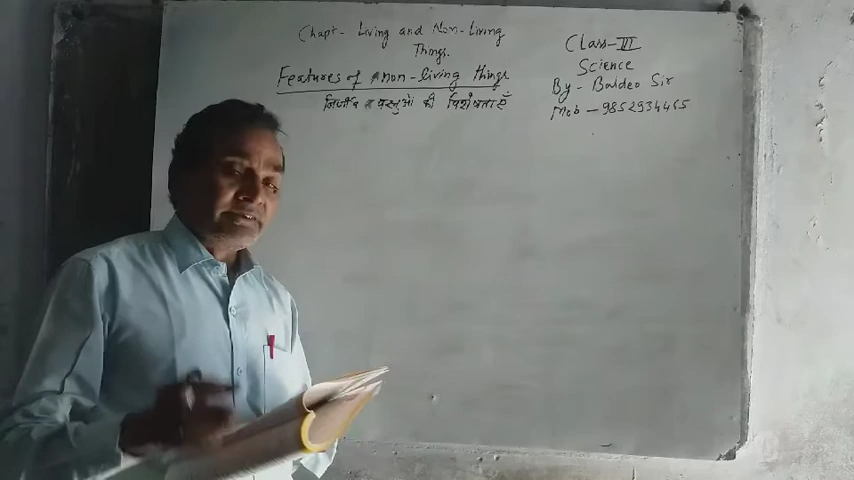 Chapt- Living and Non-Living
Things.
Features of non-living things
निर्जीव वस्तुओं की विशेषताएँ
Class-VI
Science
By- Baldeo Sir
Mob-9852934465